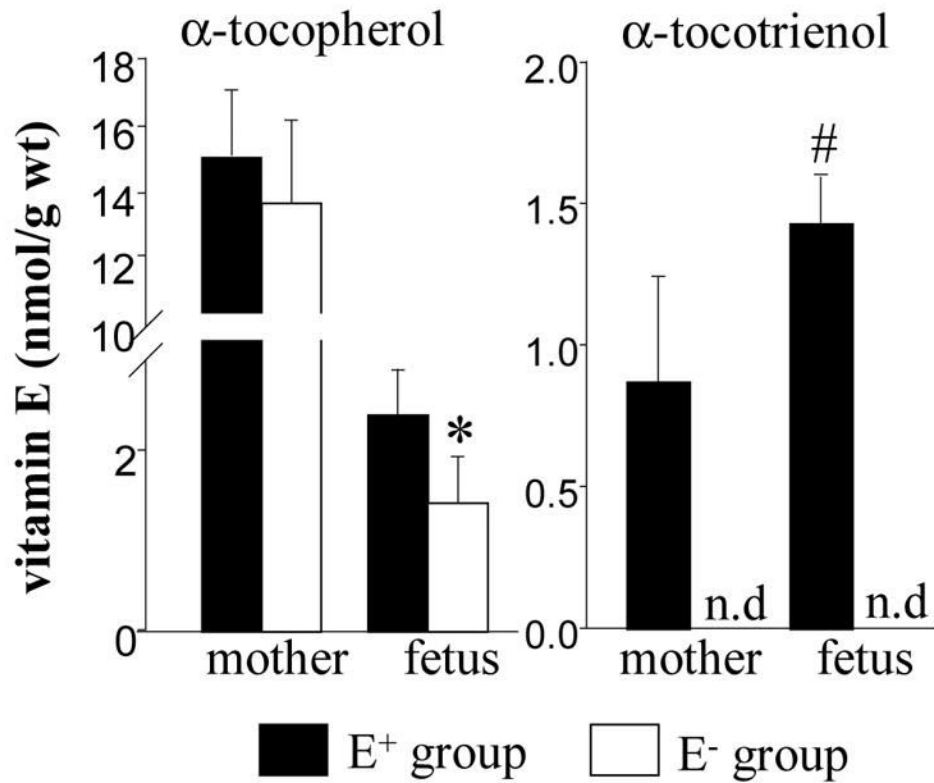 α-tocopherol
α-tocotrienol
vitamin E (nmol/g wt)
18
16
14
12
10
2
0
2.0
1.5
1.0
0.5
0.0
*
#
n.d
n.d
mother
fetus
mother
fetus
E⁺ group
E⁻ group